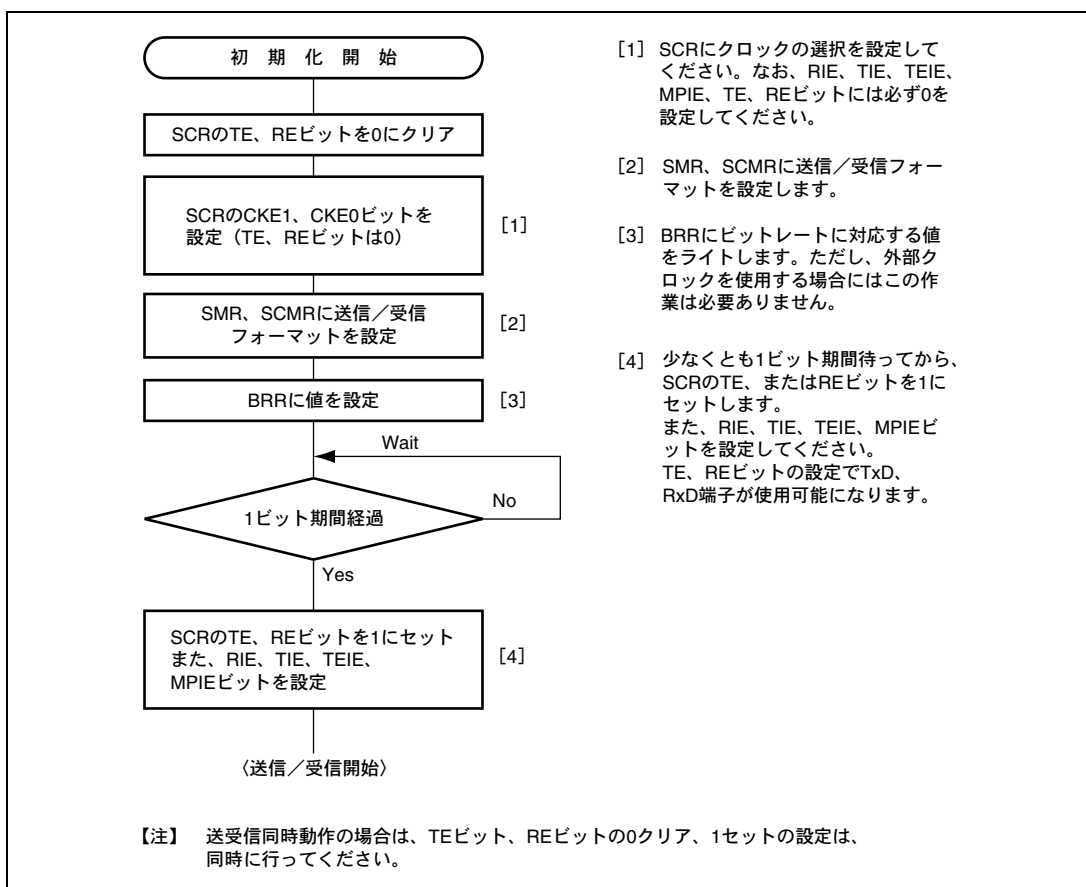 初 期 化 開 始
SCRのTE、REビットを0にクリア
SCRのCKE1、CKE0ビットを
設定（TE、REビットは0）
[1]
SMR、SCMRに送信／受信
フォーマットを設定
[2]
BRRに値を設定
[3]
Wait
1ビット期間経過
No
Yes
SCRのTE、REビットを1にセット
また、RIE、TIE、TEIE、
MPIEビットを設定
[4]
〈送信／受信開始〉
[1] SCRにクロックの選択を設定して
ください。なお、RIE、TIE、TEIE、
MPIE、TE、REビットには必ず0を
設定してください。
[2] SMR、SCMRに送信／受信フォー
マットを設定します。
[3] BRRにビットレートに対応する値
をライトします。ただし、外部ク
ロックを使用する場合にはこの作
業は必要ありません。
[4] 少なくとも1ビット期間待ってから、
SCRのTE、またはREビットを1に
セットします。
また、RIE、TIE、TEIE、MPIEビ
ットを設定してください。
TE、REビットの設定でTxD、
RxD端子が使用可能になります。
【注】 送受信同時動作の場合は、TEビット、REビットの0クリア、1セットの設定は、
同時に行ってください。